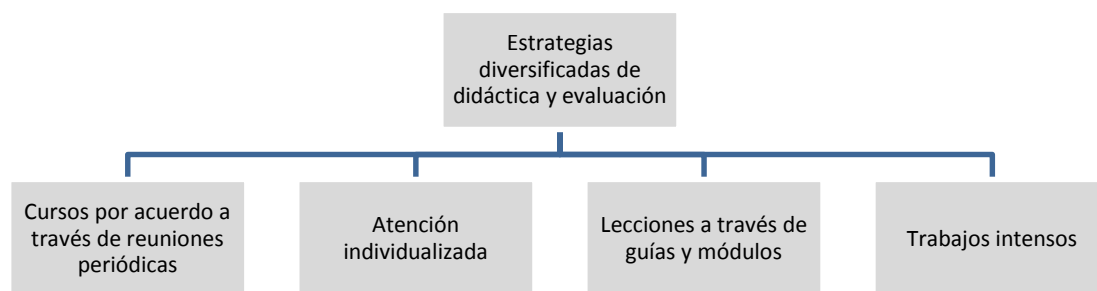 Estrategias
diversificadas de
didáctica y evaluación
Cursos por acuerdo a
través de reuniones
periódicas
Atención
individualizada
Lecciones a través de
guías y módulos
Trabajos intensos